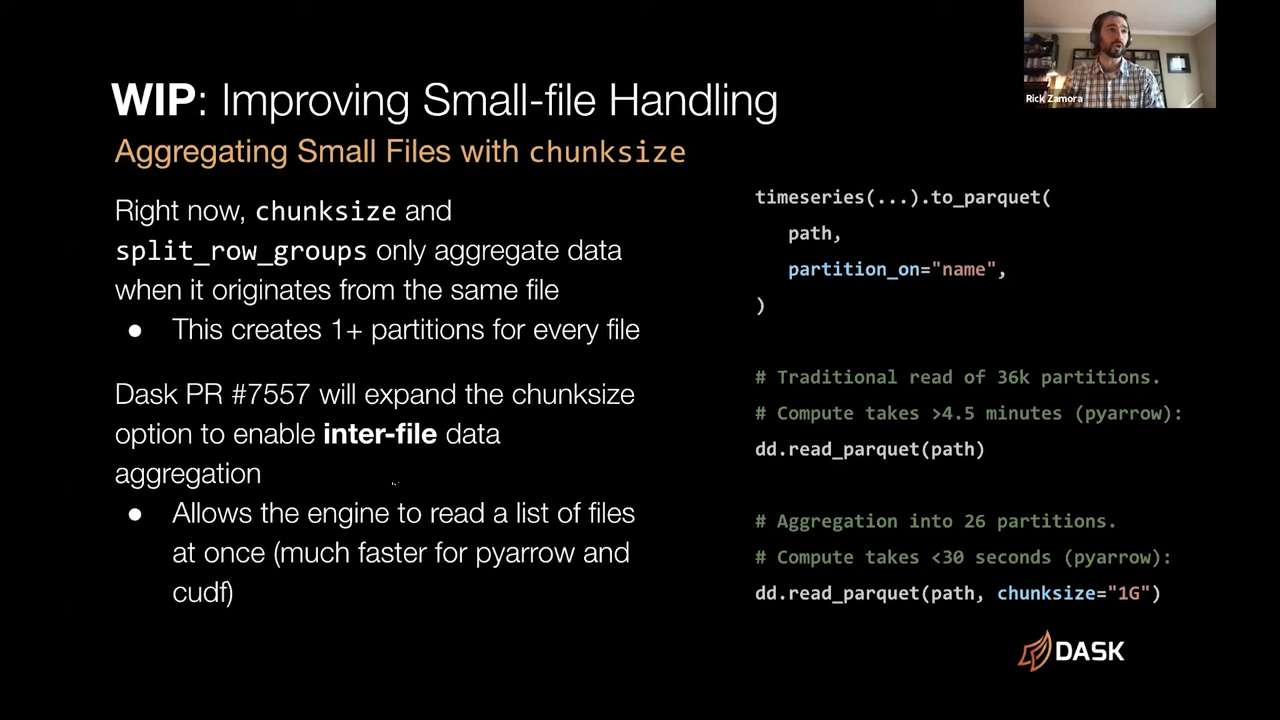 WIP: Improving Small-file Handling
Aggregating Small Files with chunksize
Right now, chunksize and
split_row_groups only aggregate data
when it originates from the same file
● This creates 1+ partitions for every file
Dask PR #7557 will expand the chunksize
option to enable inter-file data
aggregation
● Allows the engine to read a list of files
at once (much faster for pyarrow and
cudf)
timeseries(...).to_parquet(
path,
partition_on="name",
)
# Traditional read of 36k partitions.
# Compute takes >4.5 minutes (pyarrow):
dd.read_parquet(path)
# Aggregation into 26 partitions.
# Compute takes <30 seconds (pyarrow):
dd.read_parquet(path, chunksize="1G")
DASK
Rick Zamora